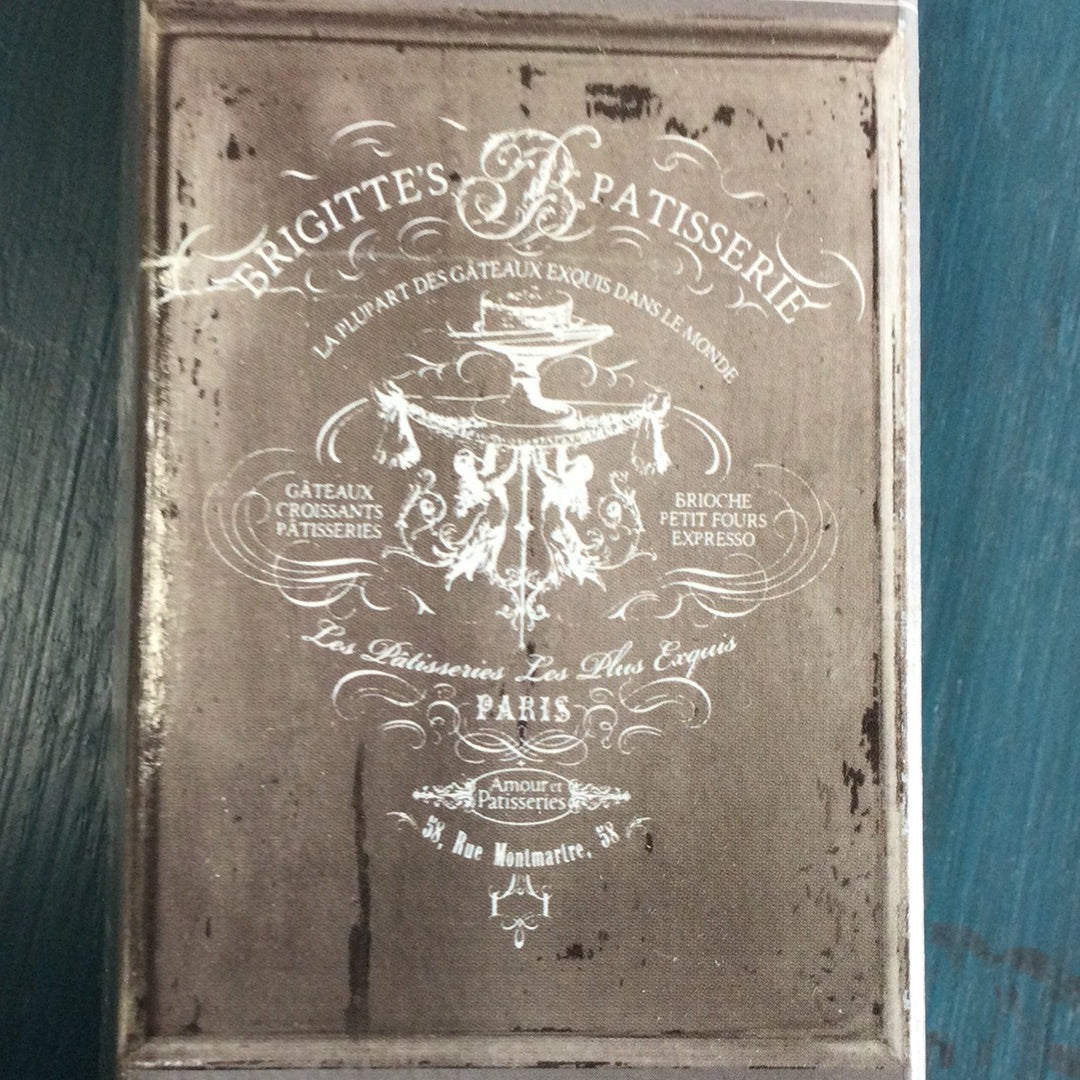 BRIGITTE'S B PATISSERIE
LA PLUPART DES GÂTEAUX EXQUIS DANS LE MONDE
GÂTEAUX
CROISSANTS
PÂTISSERIES
BRIOCHE
PETIT FOURS
EXPRESSO
Les Pâtisseries Les Plus Exquis
PARIS
Amour et
Patisseries
58, Rue Montmartre, 58